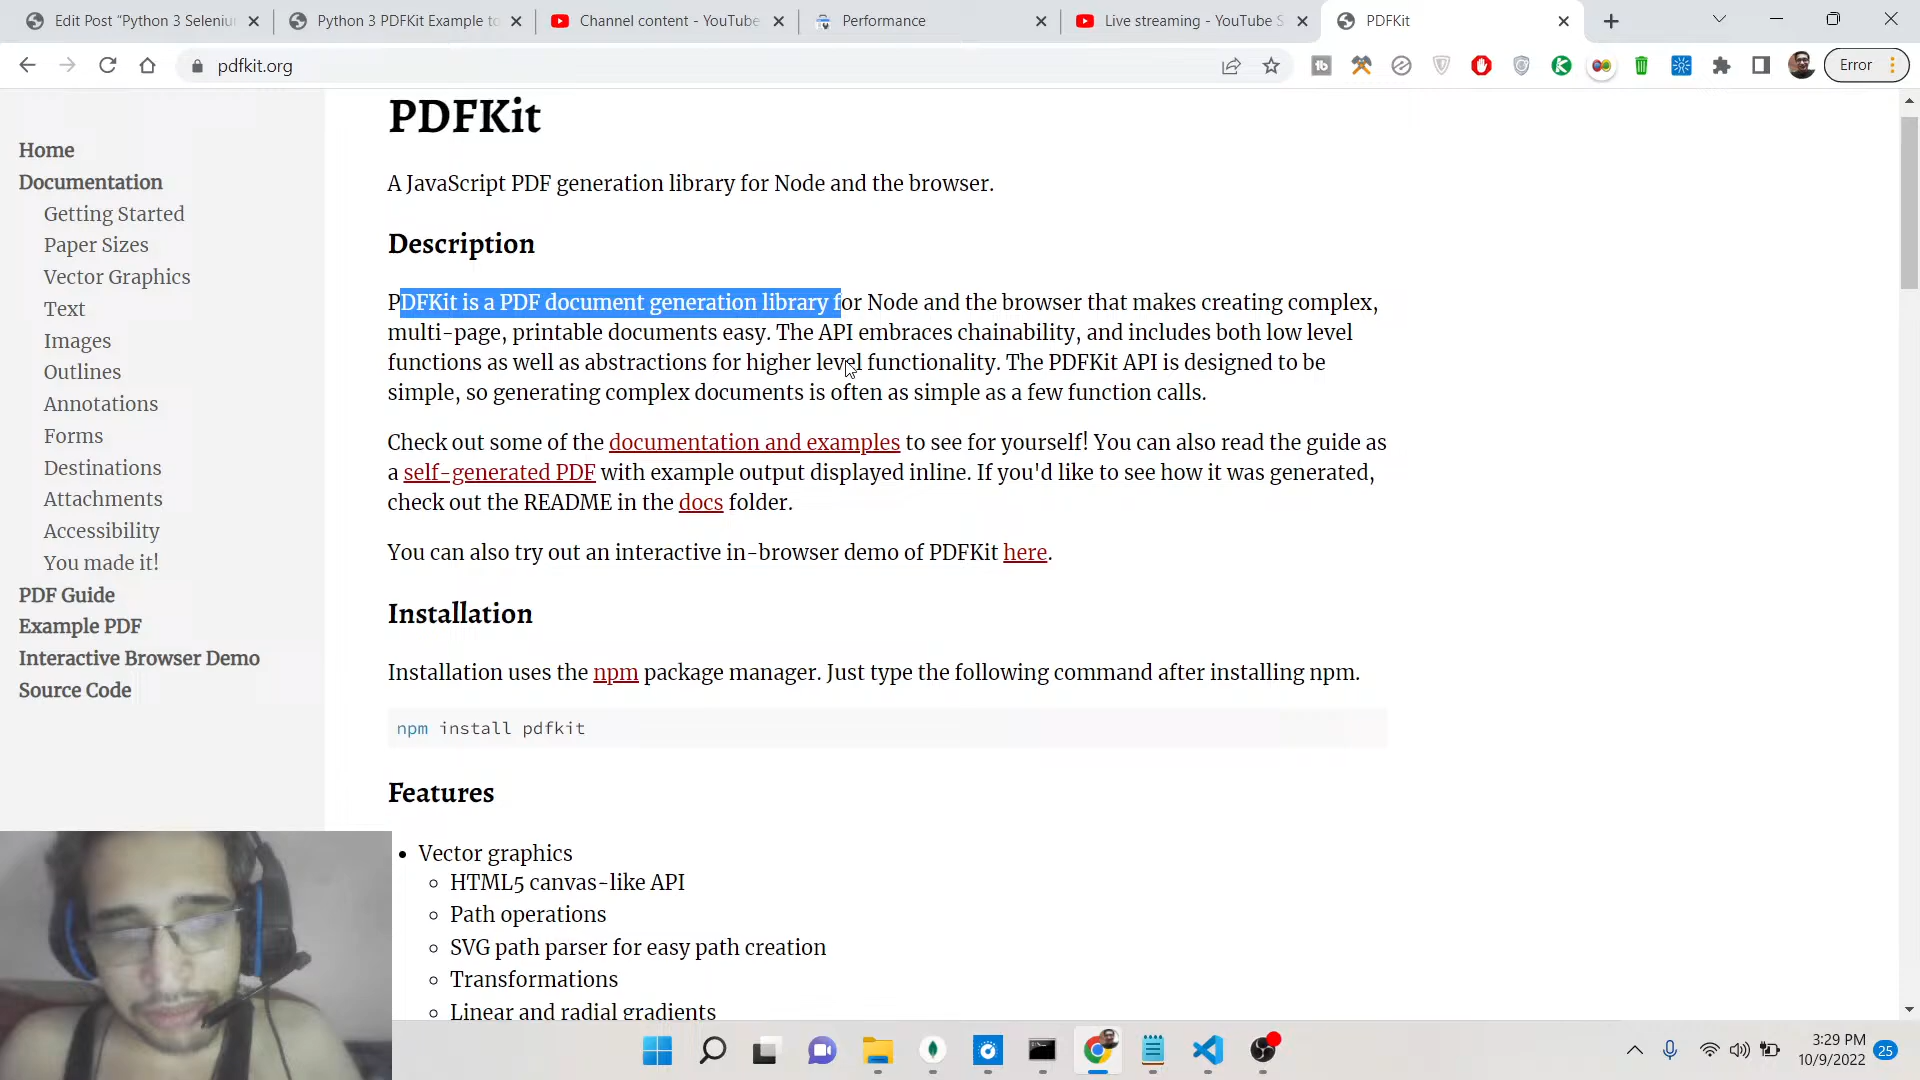 Edit Post "Python 3 Seleniu
Python 3 PDFKit Example to
Channel content - YouTube
Performance
Live streaming - YouTube S
PDFKit
pdfkit.org
Error
Home
Documentation
Getting Started
Paper Sizes
Vector Graphics
Text
Images
Outlines
Annotations
Forms
Destinations
Attachments
Accessibility
You made it!
PDF Guide
Example PDF
Interactive Browser Demo
Source Code
PDFKit
A JavaScript PDF generation library for Node and the browser.
Description
PDFKit is a PDF document generation library for Node and the browser that makes creating complex,
multi-page, printable documents easy. The API embraces chainability, and includes both low level
functions as well as abstractions for higher level functionality. The PDFKit API is designed to be
simple, so generating complex documents is often as simple as a few function calls.
Check out some of the documentation and examples to see for yourself! You can also read the guide as
a self-generated PDF with example output displayed inline. If you'd like to see how it was generated,
check out the README in the docs folder.
You can also try out an interactive in-browser demo of PDFKit here.
Installation
Installation uses the npm package manager. Just type the following command after installing npm.
npm install pdfkit
Features
• Vector graphics
◦ HTML5 canvas-like API
◦ Path operations
◦ SVG path parser for easy path creation
◦ Transformations
◦ Linear and radial gradients
3:29 PM
10/9/2022
25